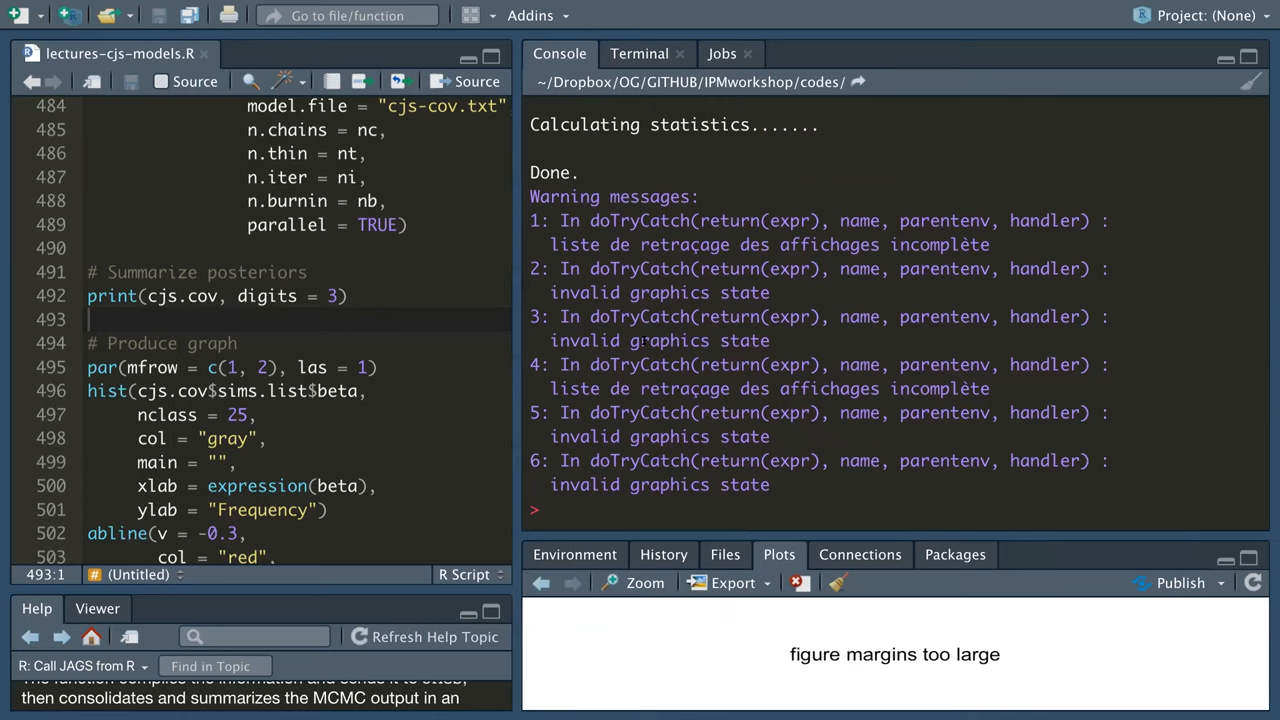 Go to file/function
Addins
Project: (None)
lectures-cjs-models.R
Source
Source
484 model.file = "cjs-cov.txt"
485 n.chains = nc,
486 n.thin = nt,
487 n.iter = ni,
488 n.burnin = nb,
489 parallel = TRUE)
490
491 # Summarize posteriors
492 print(cjs.cov, digits = 3)
493
494 # Produce graph
495 par(mfrow = c(1, 2), las = 1)
496 hist(cjs.cov$sims.list$beta,
497 nclass = 25,
498 col = "gray",
499 main = "",
500 xlab = expression(beta),
501 ylab = "Frequency")
502 abline(v = -0.3,
503 col = "red",
493:1 # (Untitled) R Script
Help Viewer
Refresh Help Topic
R: Call JAGS from R
Find in Topic
then consolidates and summarizes the MCMC output in an
Console Terminal Jobs
~/Dropbox/OG/GITHUB/IPMworkshop/codes/
Calculating statistics.......
Done.
Warning messages:
1: In doTryCatch(return(expr), name, parentenv, handler) :
liste de retraçage des affichages incomplète
2: In doTryCatch(return(expr), name, parentenv, handler) :
invalid graphics state
3: In doTryCatch(return(expr), name, parentenv, handler) :
invalid graphics state
4: In doTryCatch(return(expr), name, parentenv, handler) :
liste de retraçage des affichages incomplète
5: In doTryCatch(return(expr), name, parentenv, handler) :
invalid graphics state
6: In doTryCatch(return(expr), name, parentenv, handler) :
invalid graphics state
>
Environment History Files Plots Connections Packages
Zoom Export Publish
figure margins too large